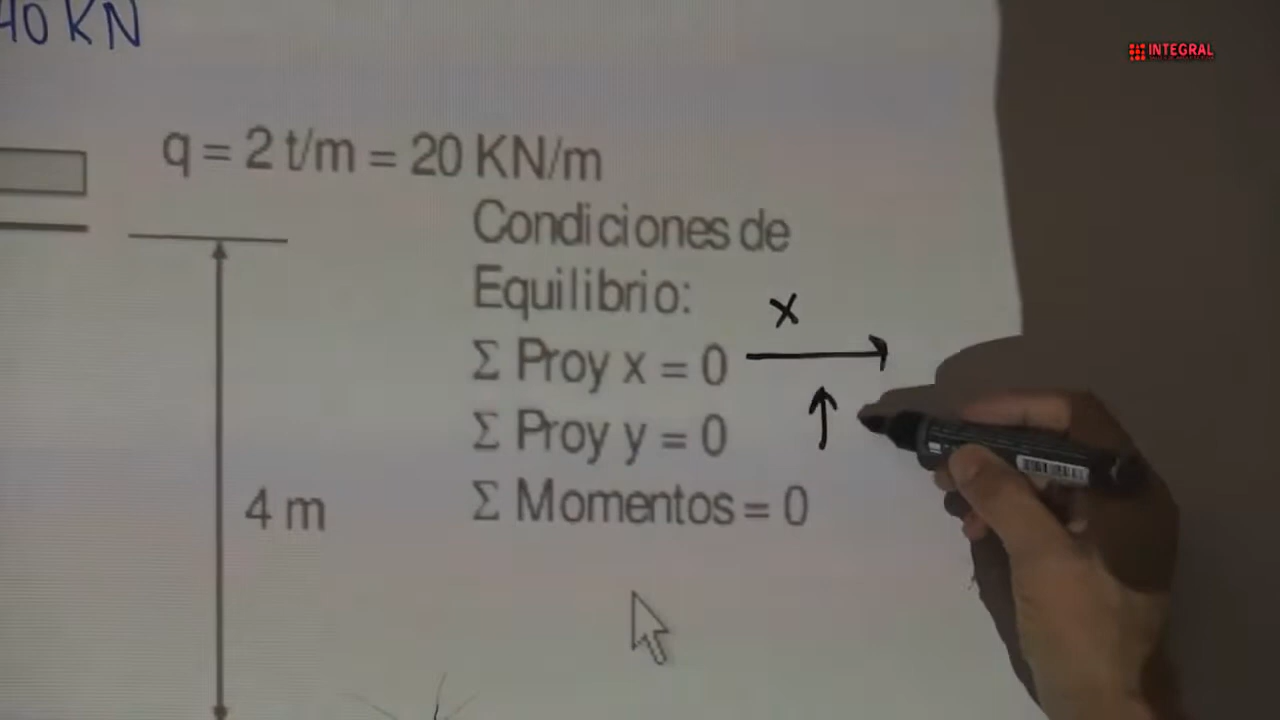 40 KN
INTEGRAL
q = 2 t/m = 20 KN/m
Condiciones de
Equilibrio:
x
Σ Proy x = 0
Σ Proy y = 0
Σ Momentos = 0
4 m